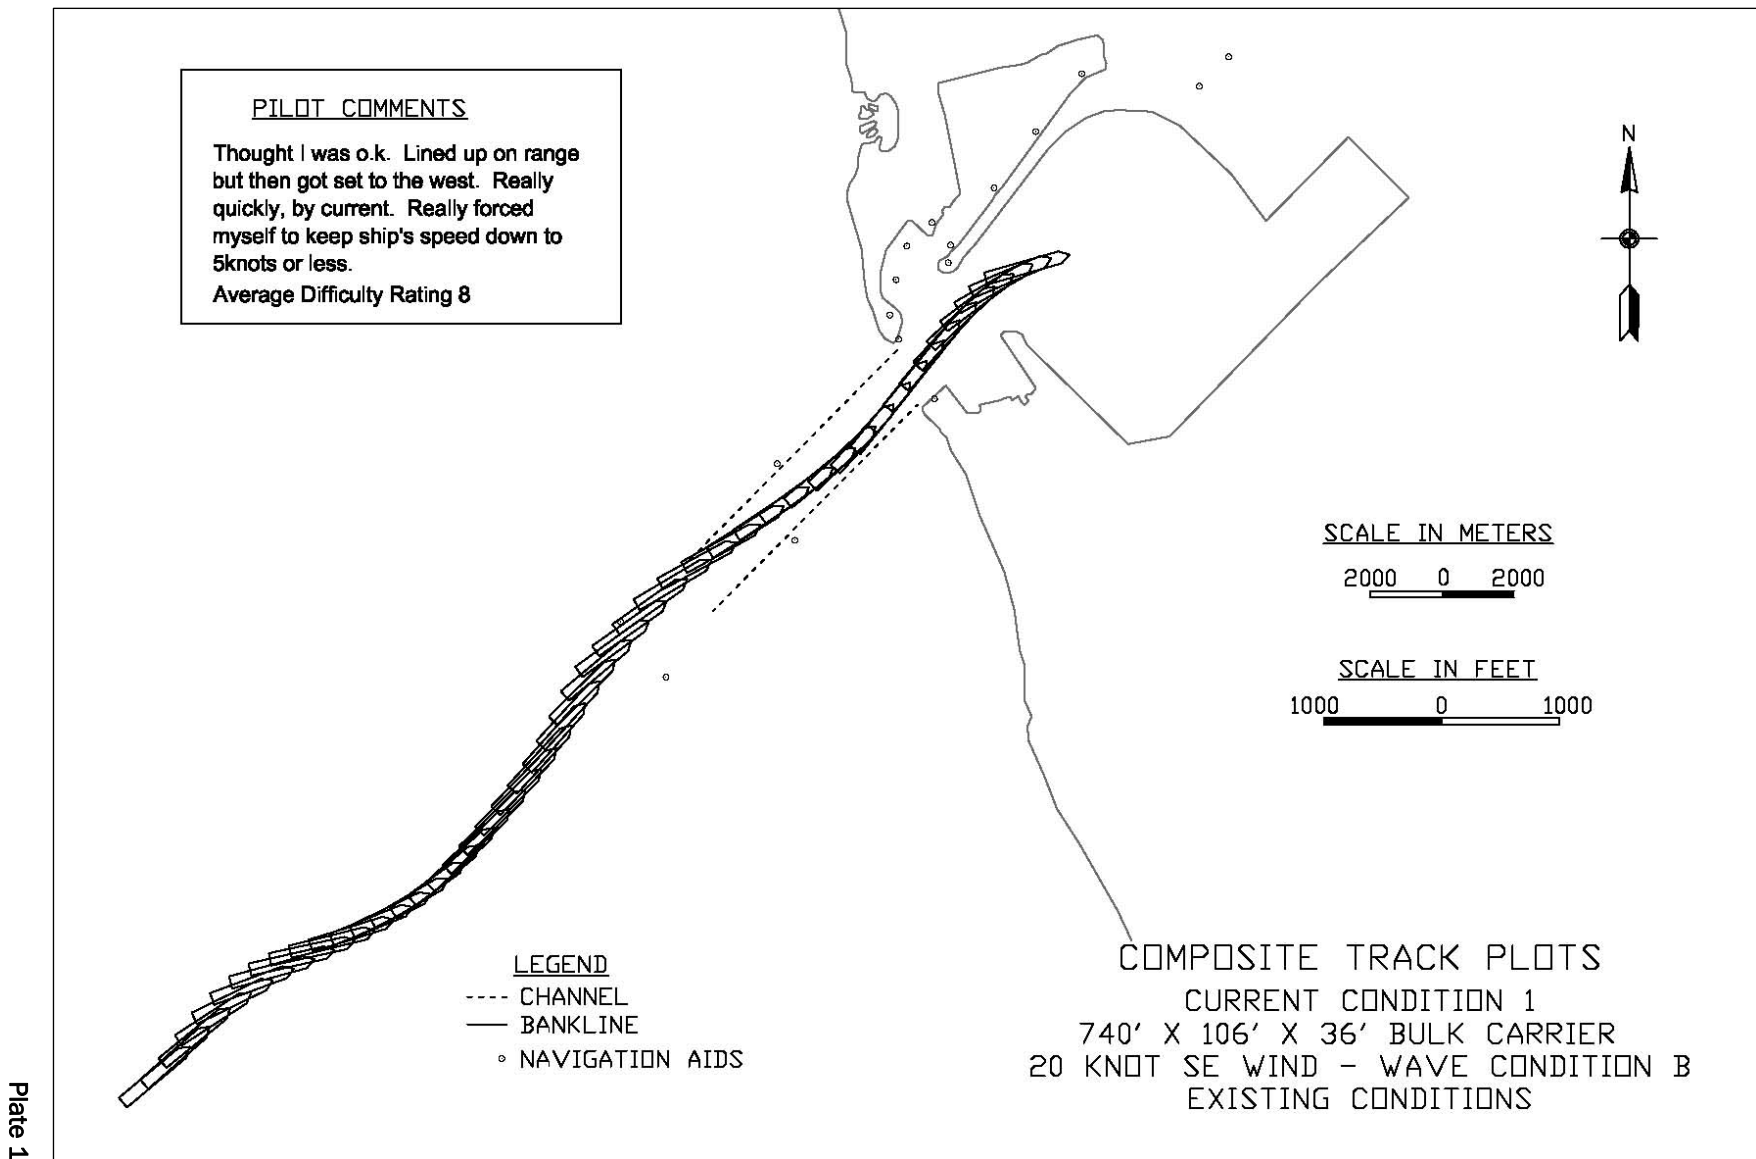 PILOT COMMENTS
Thought I was o.k. Lined up on range
but then got set to the west. Really
quickly, by current. Really forced
myself to keep ship's speed down to
5knots or less.
Average Difficulty Rating 8
N
SCALE IN METERS
2000 0 2000
SCALE IN FEET
1000 0 1000
LEGEND
CHANNEL
BANKLINE
NAVIGATION AIDS
COMPOSITE TRACK PLOTS
CURRENT CONDITION 1
740' X 106' X 36' BULK CARRIER
20 KNOT SE WIND - WAVE CONDITION B
EXISTING CONDITIONS
Plate 1